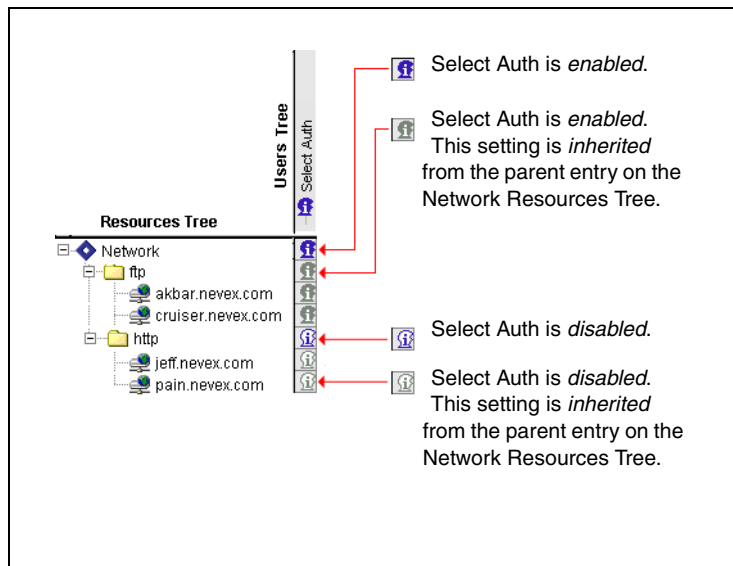 Select Auth is enabled.
Select Auth is enabled.
This setting is inherited
from the parent entry on the
Network Resources Tree.
Users Tree
Select Auth
Resources Tree
Network
ftp
akbar.nevex.com
cruiser.nevex.com
http
jeff.nevex.com
pain.nevex.com
Select Auth is disabled.
Select Auth is disabled.
This setting is inherited
from the parent entry on the
Network Resources Tree.